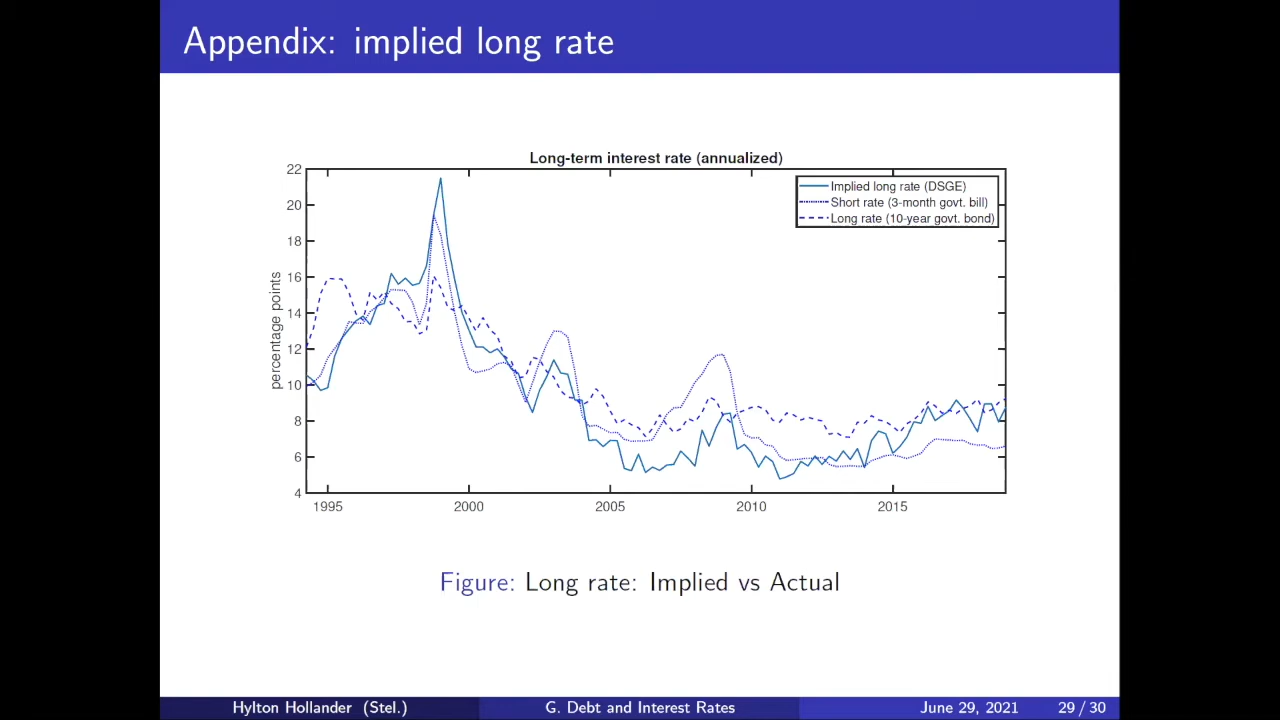 Appendix: implied long rate
Long-term interest rate (annualized)
22
20
18
16
14
12
10
8
6
4
percentage points
Implied long rate (DSGE)
Short rate (3-month govt. bill)
Long rate (10-year govt. bond)
1995 2000 2005 2010 2015
Figure: Long rate: Implied vs Actual
Hylton Hollander (Stel.) G. Debt and Interest Rates June 29, 2021 29 / 30